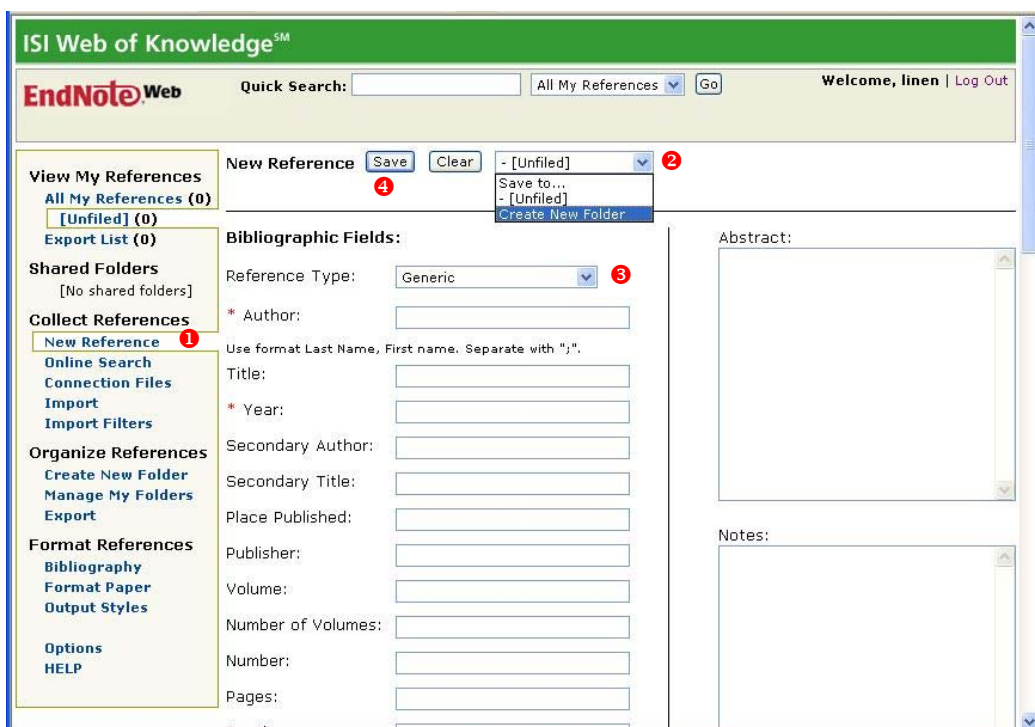 ISI Web of Knowledge℠
EndNote Web
Quick Search: All My References Go
Welcome, linen | Log Out
View My References
All My References (0)
[Unfiled] (0)
Export List (0)
Shared Folders
[No shared folders]
Collect References
New Reference ❶
Online Search
Connection Files
Import
Import Filters
Organize References
Create New Folder
Manage My Folders
Export
Format References
Bibliography
Format Paper
Output Styles
Options
HELP
New Reference Save Clear - [Unfiled] ❷
❹
Save to...
- [Unfiled]
Create New Folder
Bibliographic Fields:
Reference Type: Generic ❸
* Author:
Use format Last Name, First name. Separate with ";".
Title:
* Year:
Secondary Author:
Secondary Title:
Place Published:
Publisher:
Volume:
Number of Volumes:
Number:
Pages:
Abstract:
Notes: